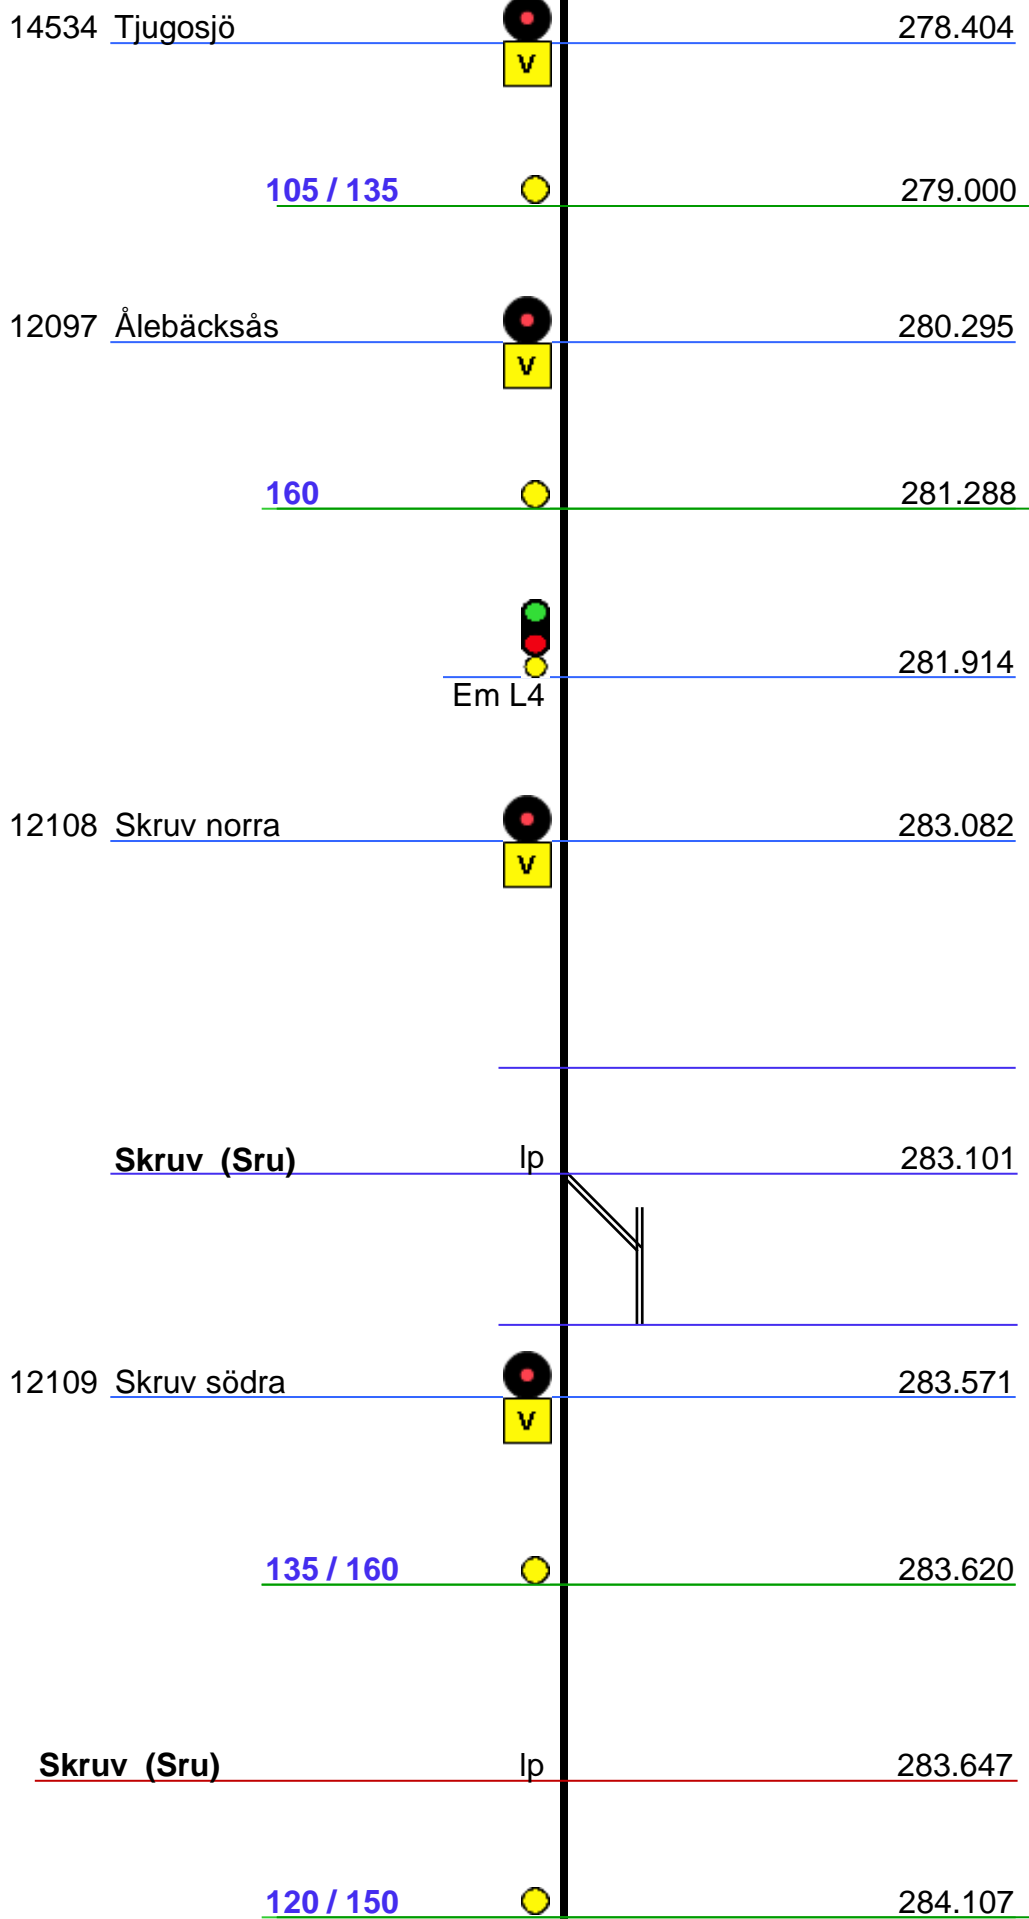 14534 Tjugosjö 278.404
V
105 / 135 279.000
12097 Ålebäcksås 280.295
V
160 281.288
281.914
Em L4
12108 Skruv norra 283.082
V
Skruv (Sru) lp 283.101
12109 Skruv södra 283.571
V
135 / 160 283.620
Skruv (Sru) lp 283.647
120 / 150 284.107